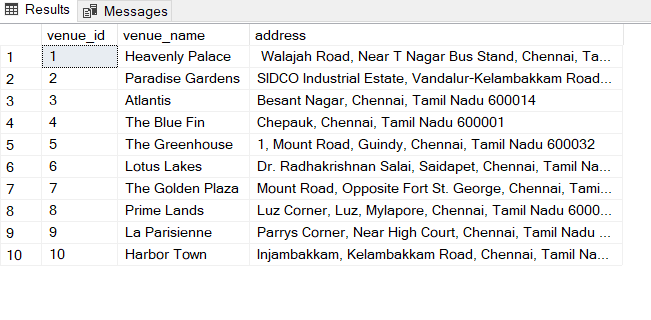 Results Messages
venue_id venue_name address
1 1 Heavenly Palace Walajah Road, Near T Nagar Bus Stand, Chennai, Ta...
2 2 Paradise Gardens SIDCO Industrial Estate, Vandalur-Kelambakkam Road...
3 3 Atlantis Besant Nagar, Chennai, Tamil Nadu 600014
4 4 The Blue Fin Chepauk, Chennai, Tamil Nadu 600001
5 5 The Greenhouse 1, Mount Road, Guindy, Chennai, Tamil Nadu 600032
6 6 Lotus Lakes Dr. Radhakrishnan Salai, Saidapet, Chennai, Tamil Na...
7 7 The Golden Plaza Mount Road, Opposite Fort St. George, Chennai, Tami...
8 8 Prime Lands Luz Corner, Luz, Mylapore, Chennai, Tamil Nadu 6000...
9 9 La Parisienne Parrys Corner, Near High Court, Chennai, Tamil Nadu ...
10 10 Harbor Town Injambakkam, Kelambakkam Road, Chennai, Tamil Na...